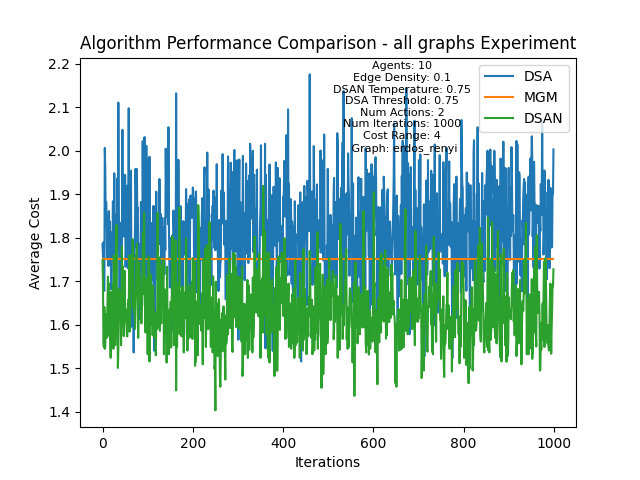 Algorithm Performance Comparison - all graphs Experiment
Agents: 10
Edge Density: 0.1
DSAN Temperature: 0.75
DSA Threshold: 0.75
Num Actions: 2
Num Iterations: 1000
Cost Range: 4
Graph: erdos_renyi
DSA
MGM
DSAN
2.2
2.1
2.0
1.9
1.8
1.7
1.6
1.5
1.4
Average Cost
0
200
400
600
800
1000
Iterations